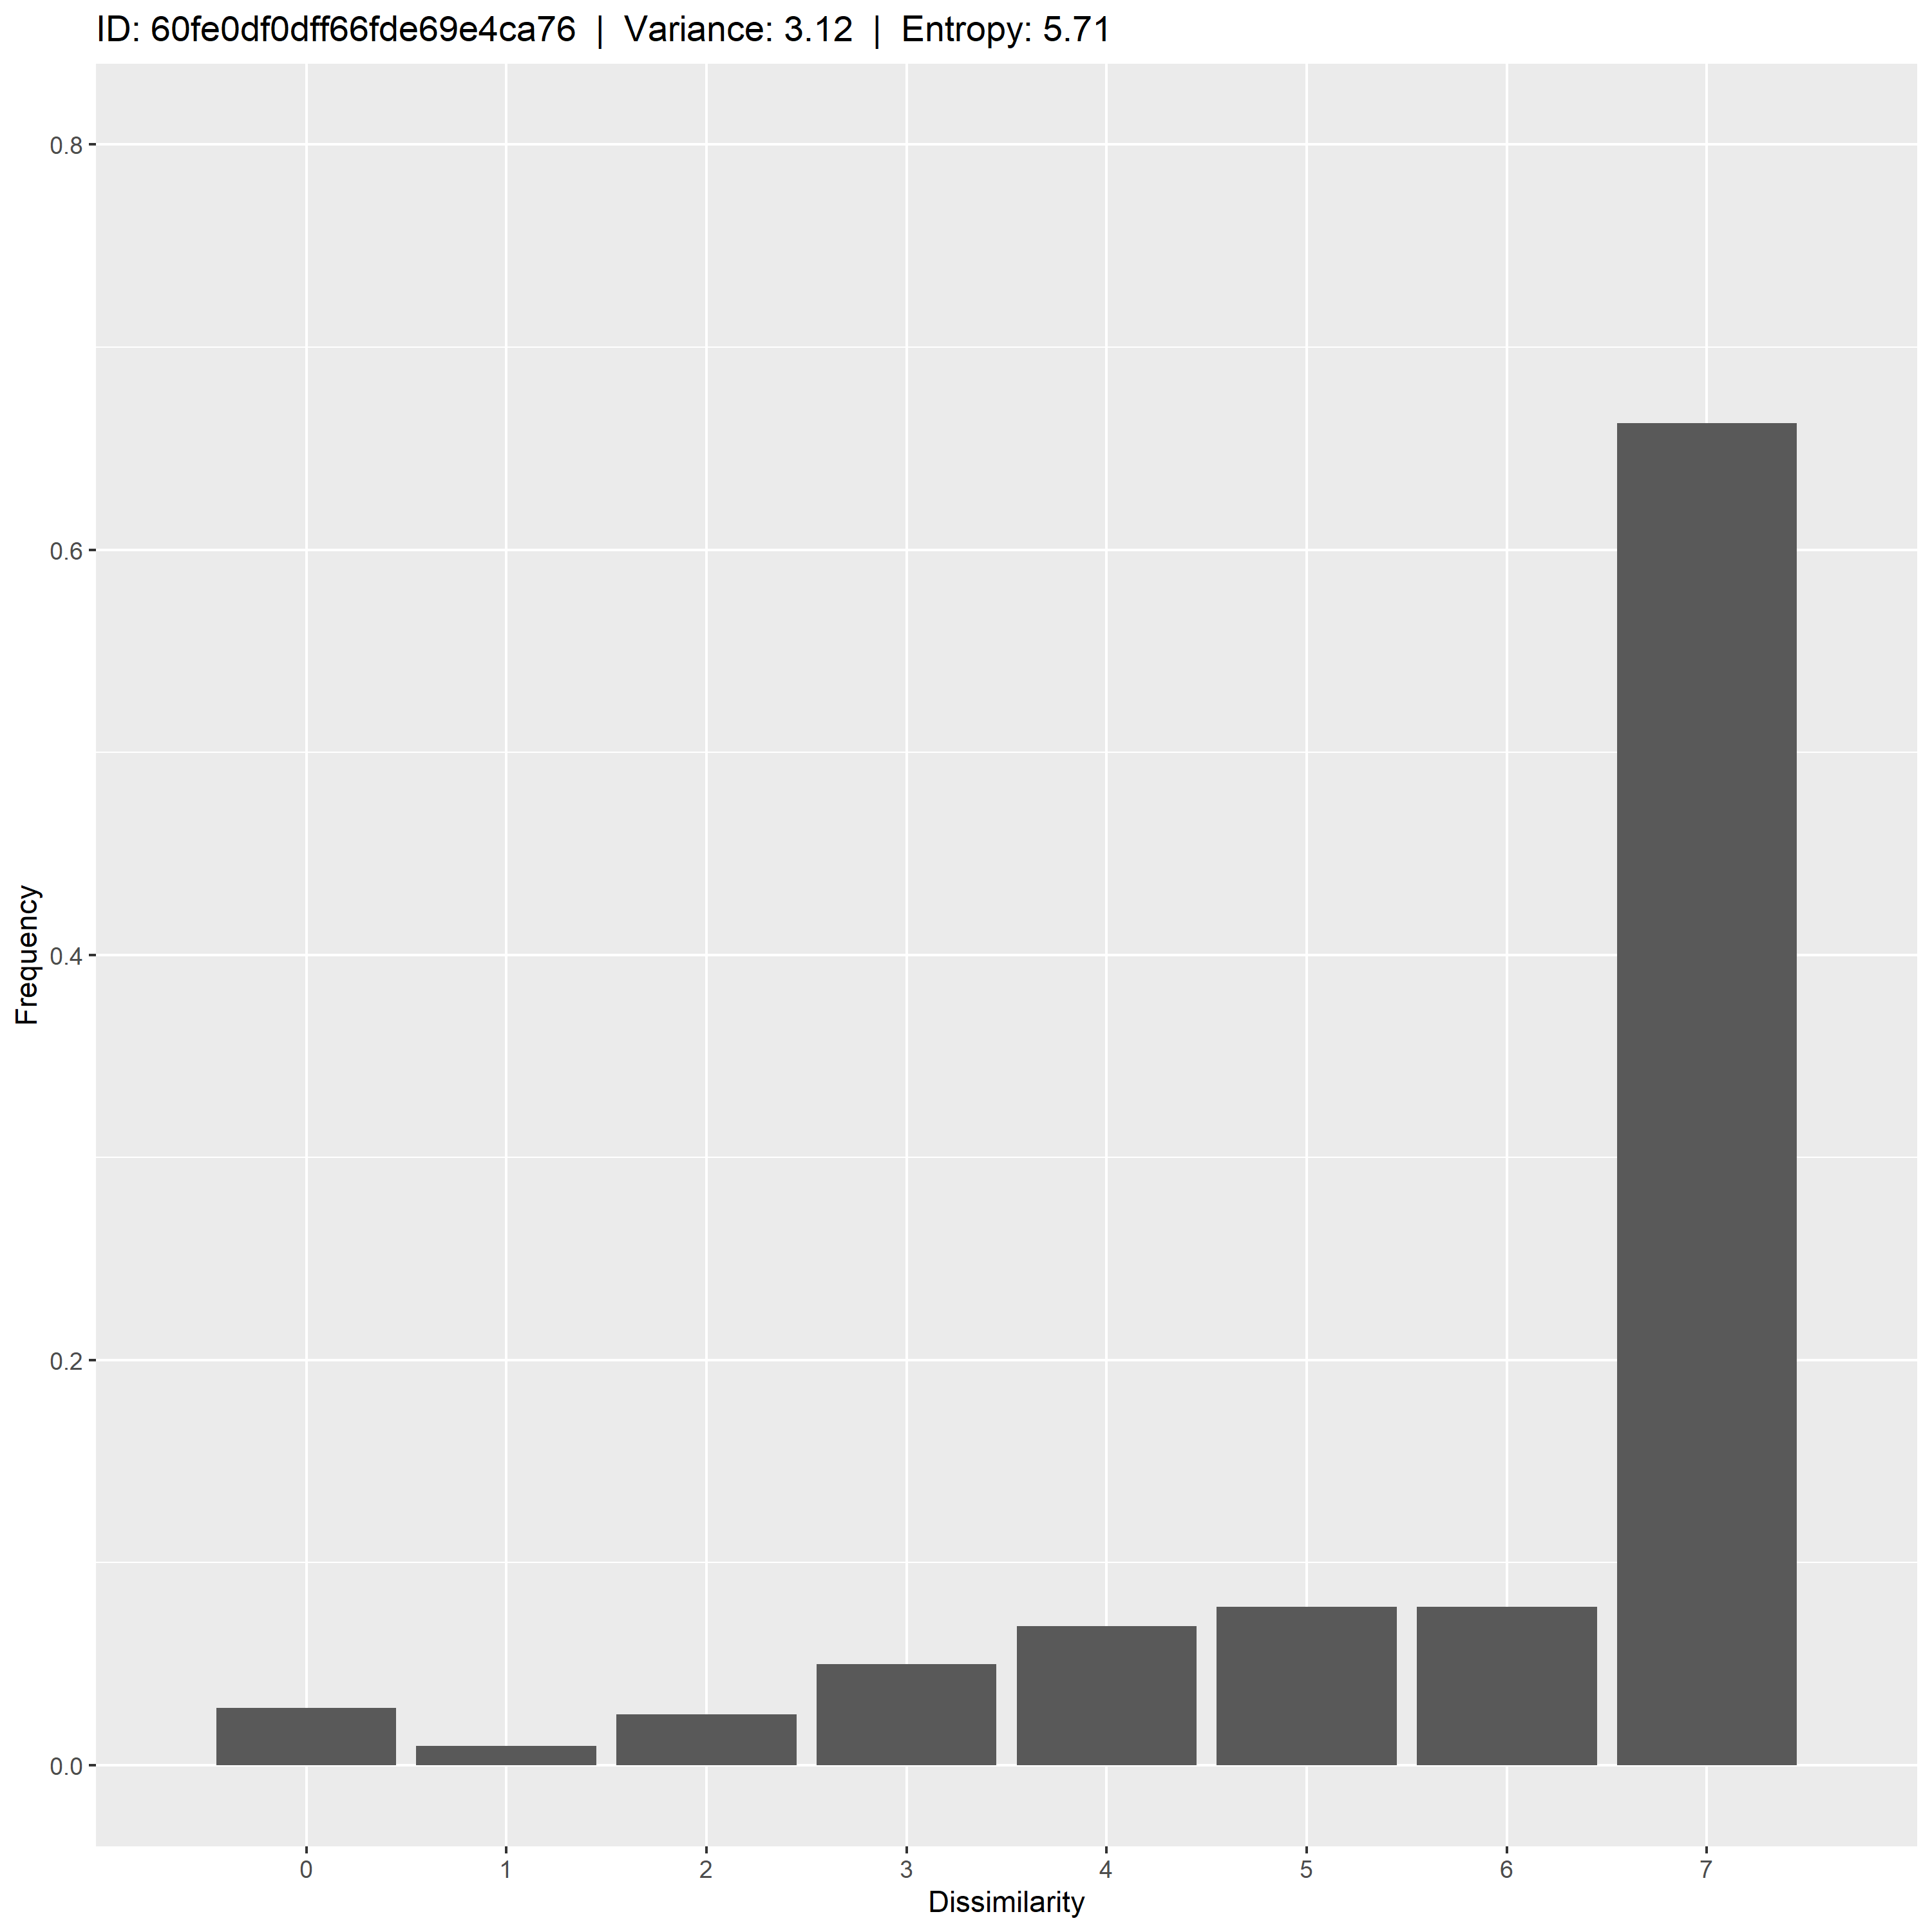 ID: 60fe0df0dff66fde69e4ca76 | Variance: 3.12 | Entropy: 5.71
0.8
0.6
0.4
0.2
0.0
Frequency
0 1 2 3 4 5 6 7
Dissimilarity